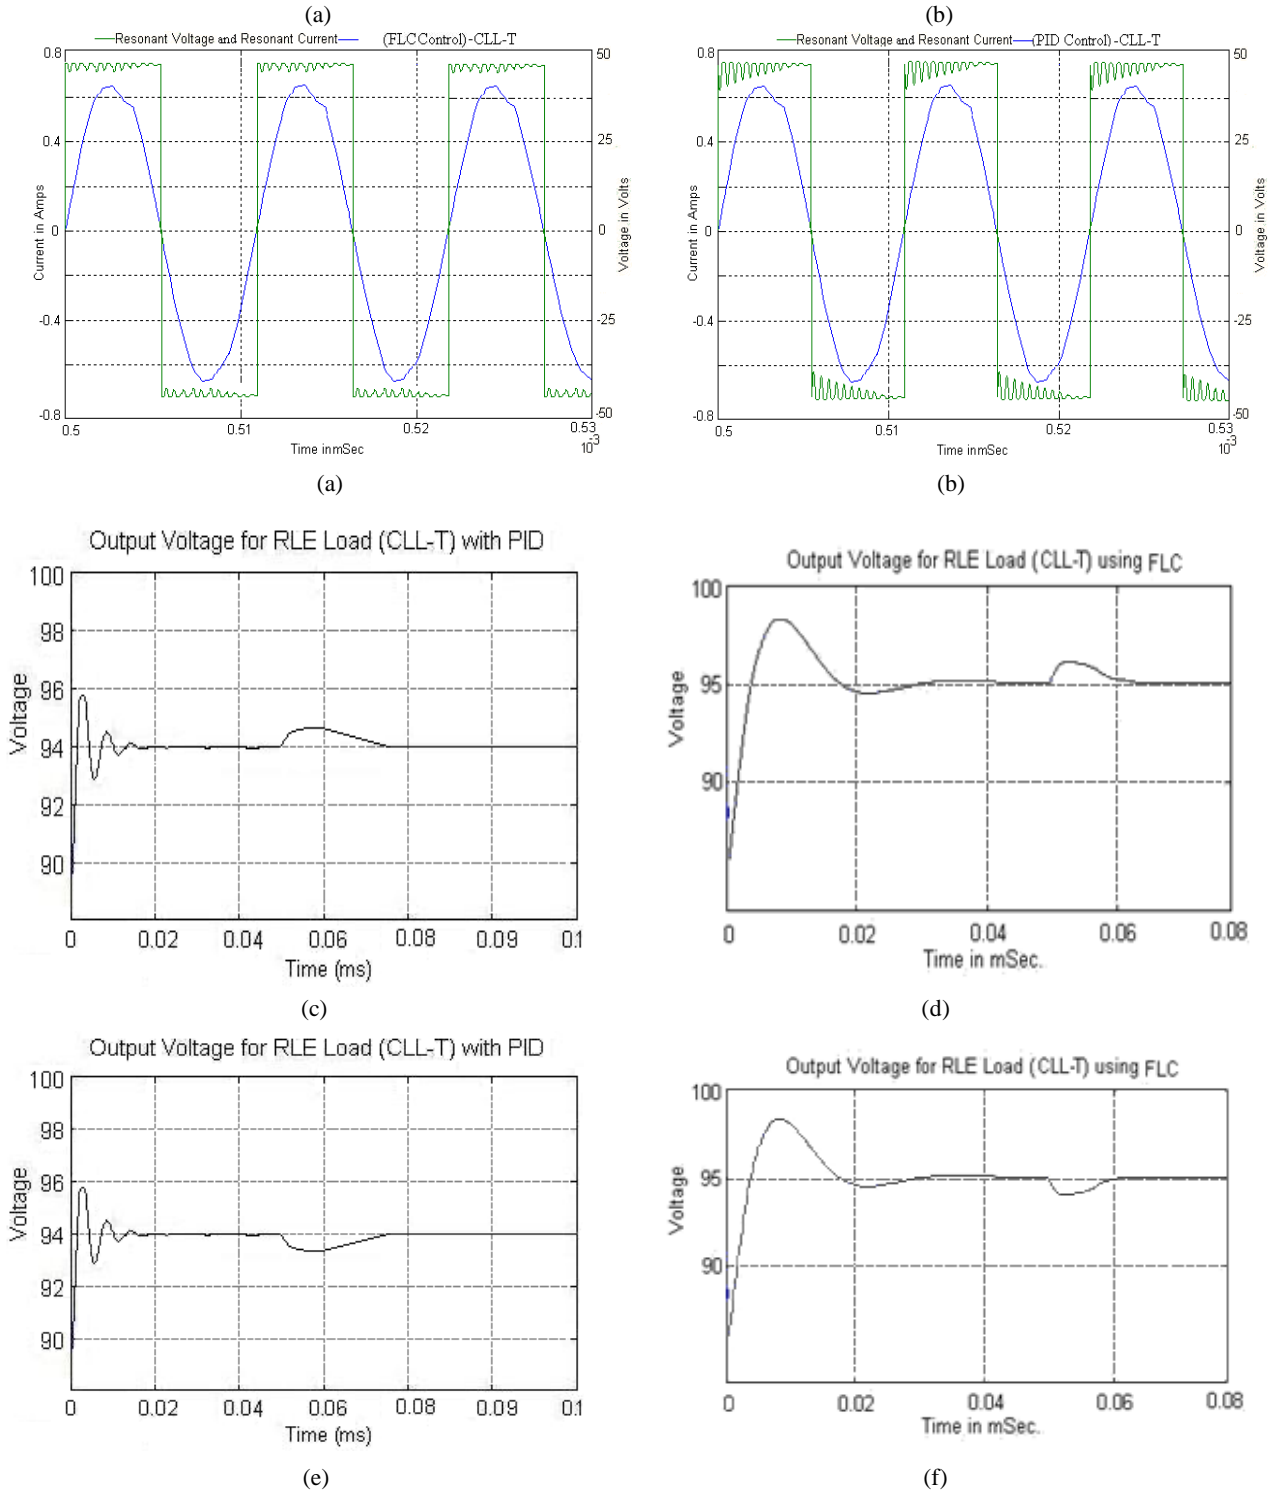 (a)
(b)
Resonant Voltage and Resonant Current (FLC Control)-CLL-T
0.8
0.4
0
-0.4
-0.8
Current in Amps
50
25
0
-25
-50
Voltage in Volts
0.5
0.51
0.52
0.53
Time inmSec
10
-3
(a)
Resonant Voltage and Resonant Current (PID Control)-CLL-T
0.8
0.4
0
-0.4
-0.8
Current in Amps
50
25
0
-25
-50
Voltage in Volts
0.5
0.51
0.52
0.53
Time inmSec
10
-3
(b)
Output Voltage for RLE Load (CLL-T) with PID
100
98
96
94
92
90
Voltage
0
0.02
0.04
0.06
0.08
0.09
0.1
Time (ms)
(c)
Output Voltage for RLE Load (CLL-T) using FLC
100
95
90
Voltage
0
0.02
0.04
0.06
0.08
Time in mSec.
(d)
Output Voltage for RLE Load (CLL-T) with PID
100
98
96
94
92
90
Voltage
0
0.02
0.04
0.06
0.08
0.09
0.1
Time (ms)
(e)
Output Voltage for RLE Load (CLL-T) using FLC
100
95
90
Voltage
0
0.02
0.04
0.06
0.08
Time in mSec.
(f)